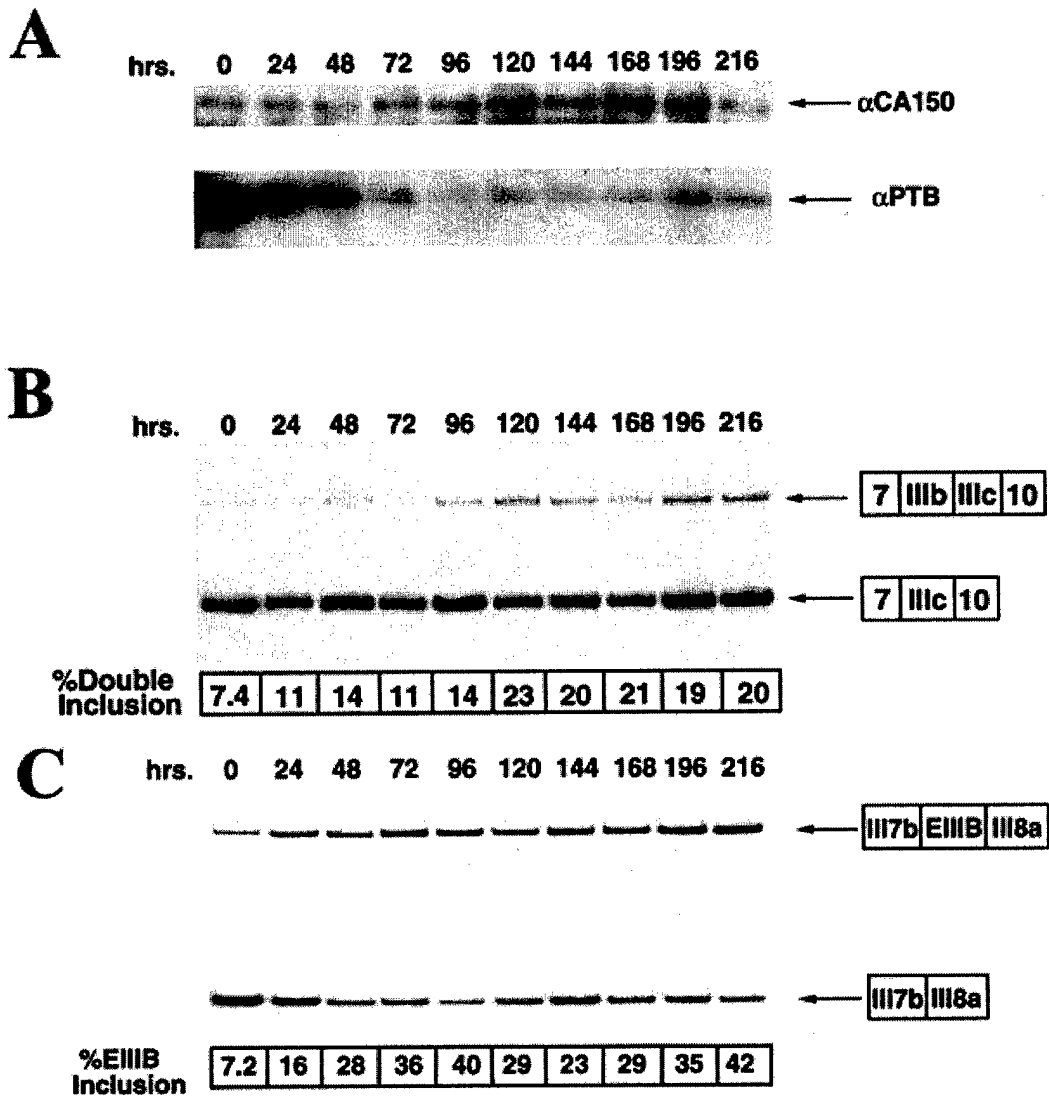 A
hrs. 0 24 48 72 96 120 144 168 196 216
αCA150
αPTB
B
hrs. 0 24 48 72 96 120 144 168 196 216
7 IIIb IIIc 10
7 IIIc 10
%Double
Inclusion 7.4 11 14 11 14 23 20 21 19 20
C
hrs. 0 24 48 72 96 120 144 168 196 216
III7b EIIIB III8a
III7b III8a
%EIIIB
Inclusion 7.2 16 28 36 40 29 23 29 35 42